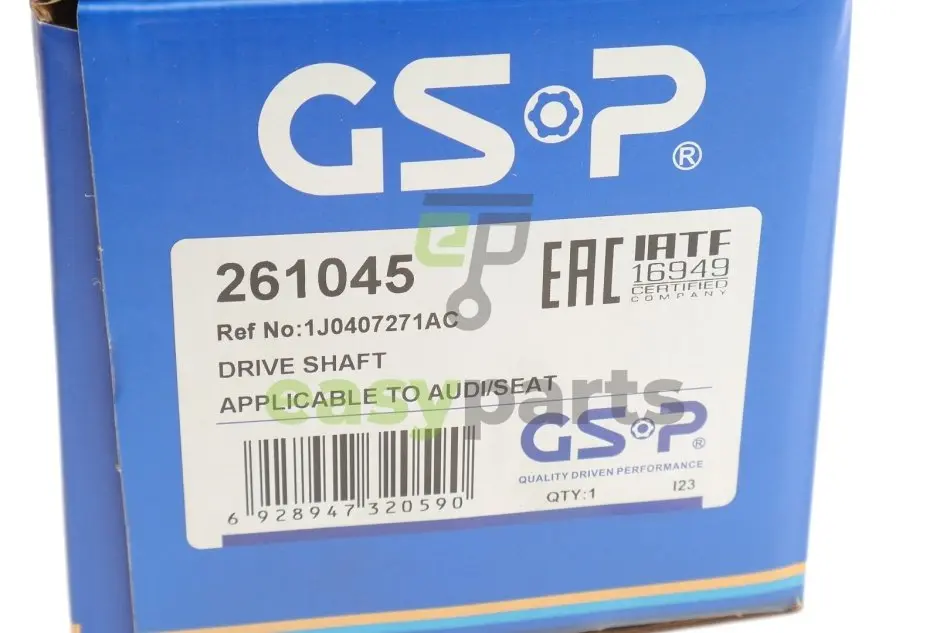 GSP®
261045
EAC
IATF
16949
CERTIFIED
COMPANY
Ref No:1J0407271AC
DRIVE SHAFT
APPLICABLE TO AUDI/SEAT
ep
easyparts
GSP®
QUALITY DRIVEN PERFORMANCE
QTY:1 I23
6 928947 320590